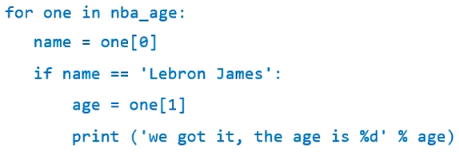 for one in nba_age:
    name = one[0]
    if name == 'Lebron James':
        age = one[1]
        print ('we got it, the age is %d' % age)